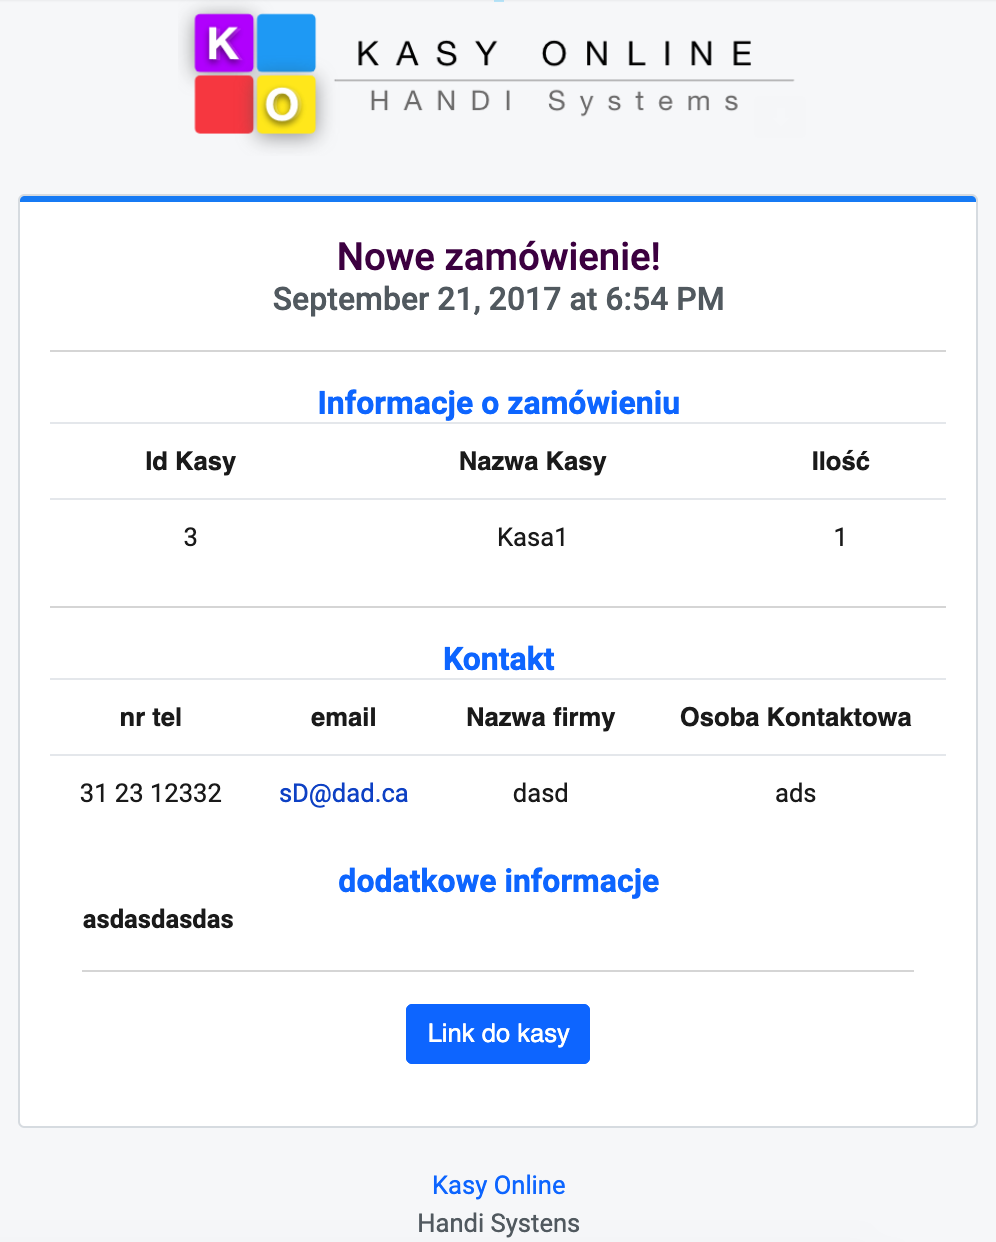 K O
KASY ONLINE
HANDI Systems
Nowe zamówienie!
September 21, 2017 at 6:54 PM
Informacje o zamówieniu
Id Kasy Nazwa Kasy Ilość
3 Kasa1 1
Kontakt
nr tel email Nazwa firmy Osoba Kontaktowa
31 23 12332 sD@dad.ca dasd ads
dodatkowe informacje
asdasdasdas
Link do kasy
Kasy Online
Handi Systens